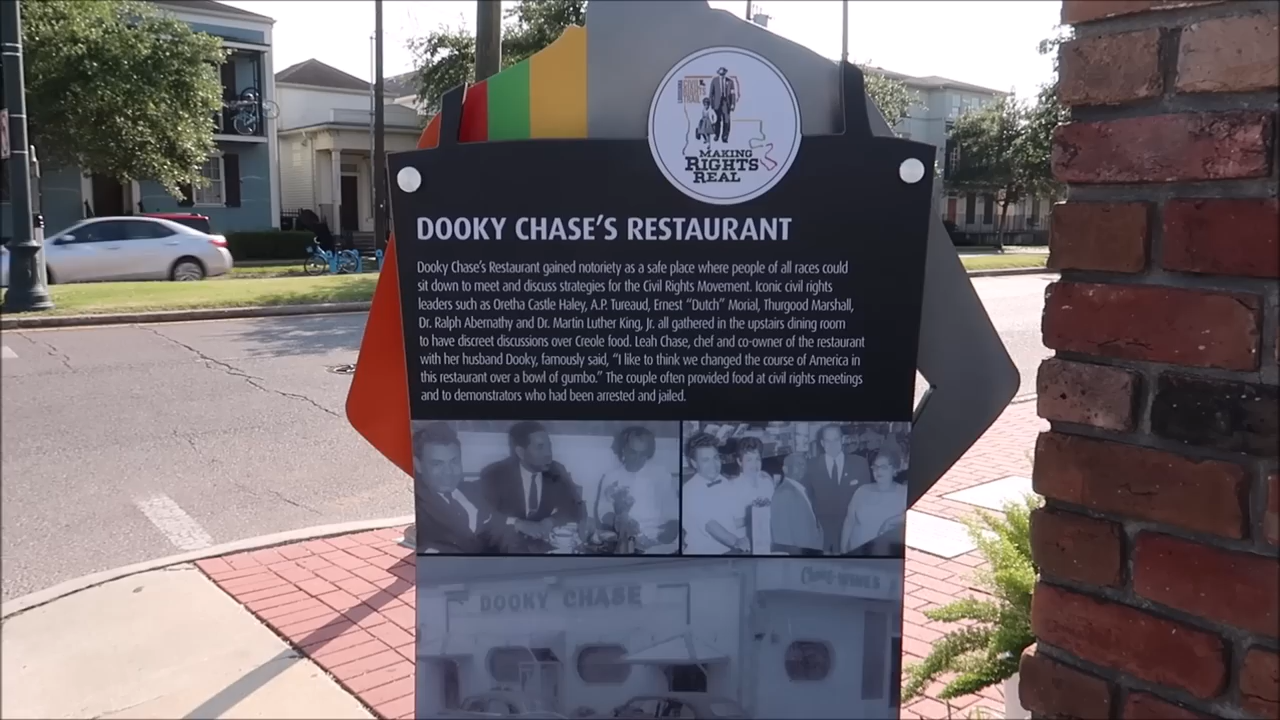 MAKING
RIGHTS
REAL
DOOKY CHASE'S RESTAURANT
Dooky Chase's Restaurant gained notoriety as a safe place where people of all races could
sit down to meet and discuss strategies for the Civil Rights Movement. Iconic civil rights
leaders such as Oretha Castle Haley, A.P. Tureaud, Ernest "Dutch" Morial, Thurgood Marshall,
Dr. Ralph Abernathy and Dr. Martin Luther King, Jr. all gathered in the upstairs dining room
to have discreet discussions over Creole food. Leah Chase, chef and co-owner of the restaurant
with her husband Dooky, famously said, "I like to think we changed the course of America in
this restaurant over a bowl of gumbo." The couple often provided food at civil rights meetings
and to demonstrators who had been arrested and jailed.
DOOKY CHASE